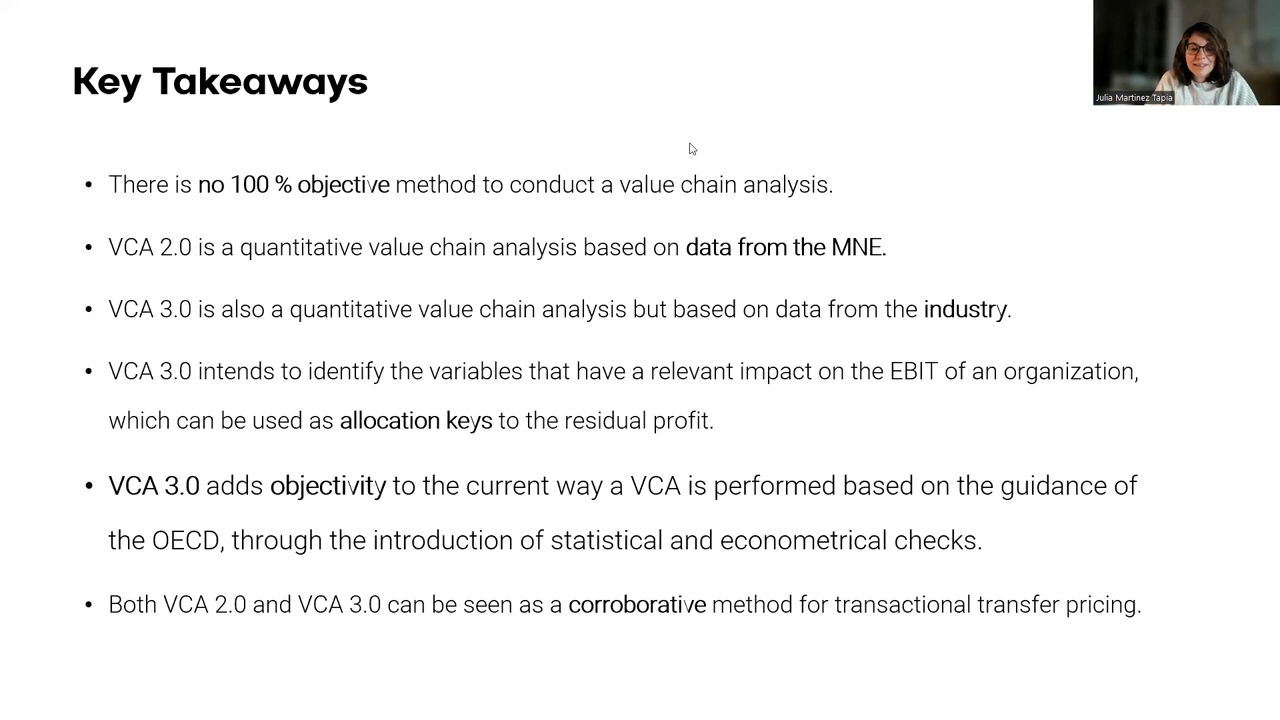 Key Takeaways
Julia Martinez Tapia
• There is no 100 % objective method to conduct a value chain analysis.
• VCA 2.0 is a quantitative value chain analysis based on data from the MNE.
• VCA 3.0 is also a quantitative value chain analysis but based on data from the industry.
• VCA 3.0 intends to identify the variables that have a relevant impact on the EBIT of an organization,
which can be used as allocation keys to the residual profit.
• VCA 3.0 adds objectivity to the current way a VCA is performed based on the guidance of
the OECD, through the introduction of statistical and econometrical checks.
• Both VCA 2.0 and VCA 3.0 can be seen as a corroborative method for transactional transfer pricing.